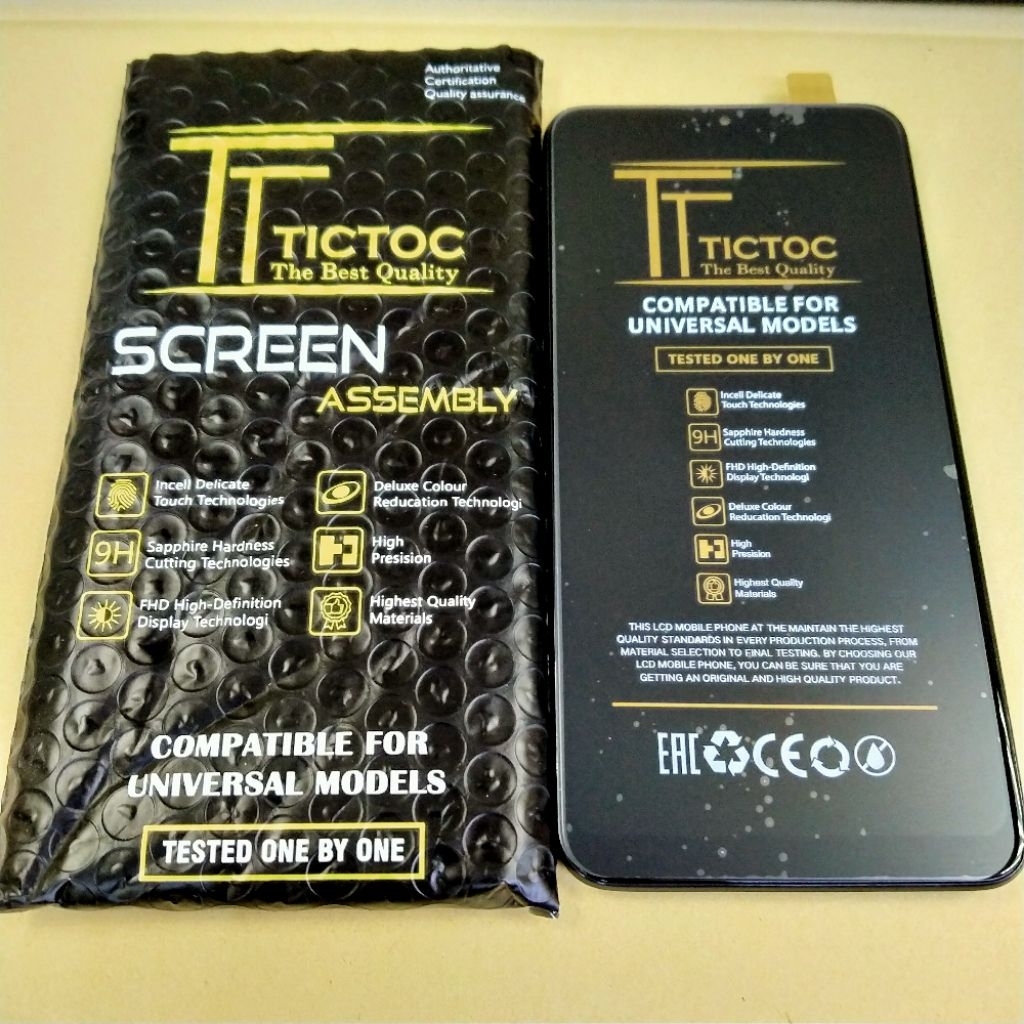 Authoritative
Certification
Quality assurance
TT TICTOC
The Best Quality
SCREEN
ASSEMBLY
Incell Delicate
Touch Technologies
Deluxe Colour
Reducation Technologi
9H
Sapphire Hardness
Cutting Technologies
High
Presision
FHD High-Definition
Display Technologi
Highest Quality
Materials
COMPATIBLE FOR
UNIVERSAL MODELS
TESTED ONE BY ONE
TT TICTOC
The Best Quality
COMPATIBLE FOR
UNIVERSAL MODELS
TESTED ONE BY ONE
Incell Delicate
Touch Technologies
9H
Sapphire Hardness
Cutting Technologies
FHD High-Definition
Display Technologi
Deluxe Colour
Reducation Technologi
High
Presision
Highest Quality
Materials
THIS LCD MOBILE PHONE AT THE MAINTAIN THE HIGHEST
QUALITY STANDARDS IN EVERY PRODUCTION PROCESS, FROM
MATERIAL SELECTION TO EINAL TESTING. BY CHOOSING OUR
LCD MOBILE PHONE, YOU CAN BE SURE THAT YOU ARE
GETTING AN ORIGINAL AND HIGH QUALITY PRODUCT.
EAC CE